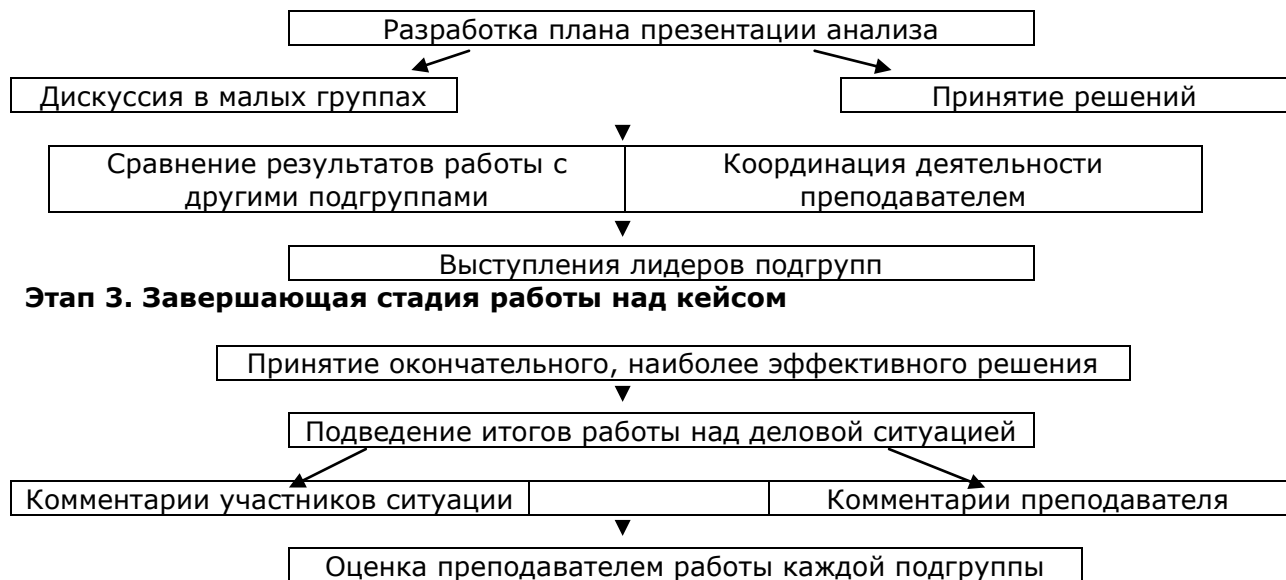 Разработка плана презентации анализа
Дискуссия в малых группах
Принятие решений
Сравнение результатов работы с
другими подгруппами
Координация деятельности
преподавателем
Выступления лидеров подгрупп
Этап 3. Завершающая стадия работы над кейсом
Принятие окончательного, наиболее эффективного решения
Подведение итогов работы над деловой ситуацией
Комментарии участников ситуации
Комментарии преподавателя
Оценка преподавателем работы каждой подгруппы